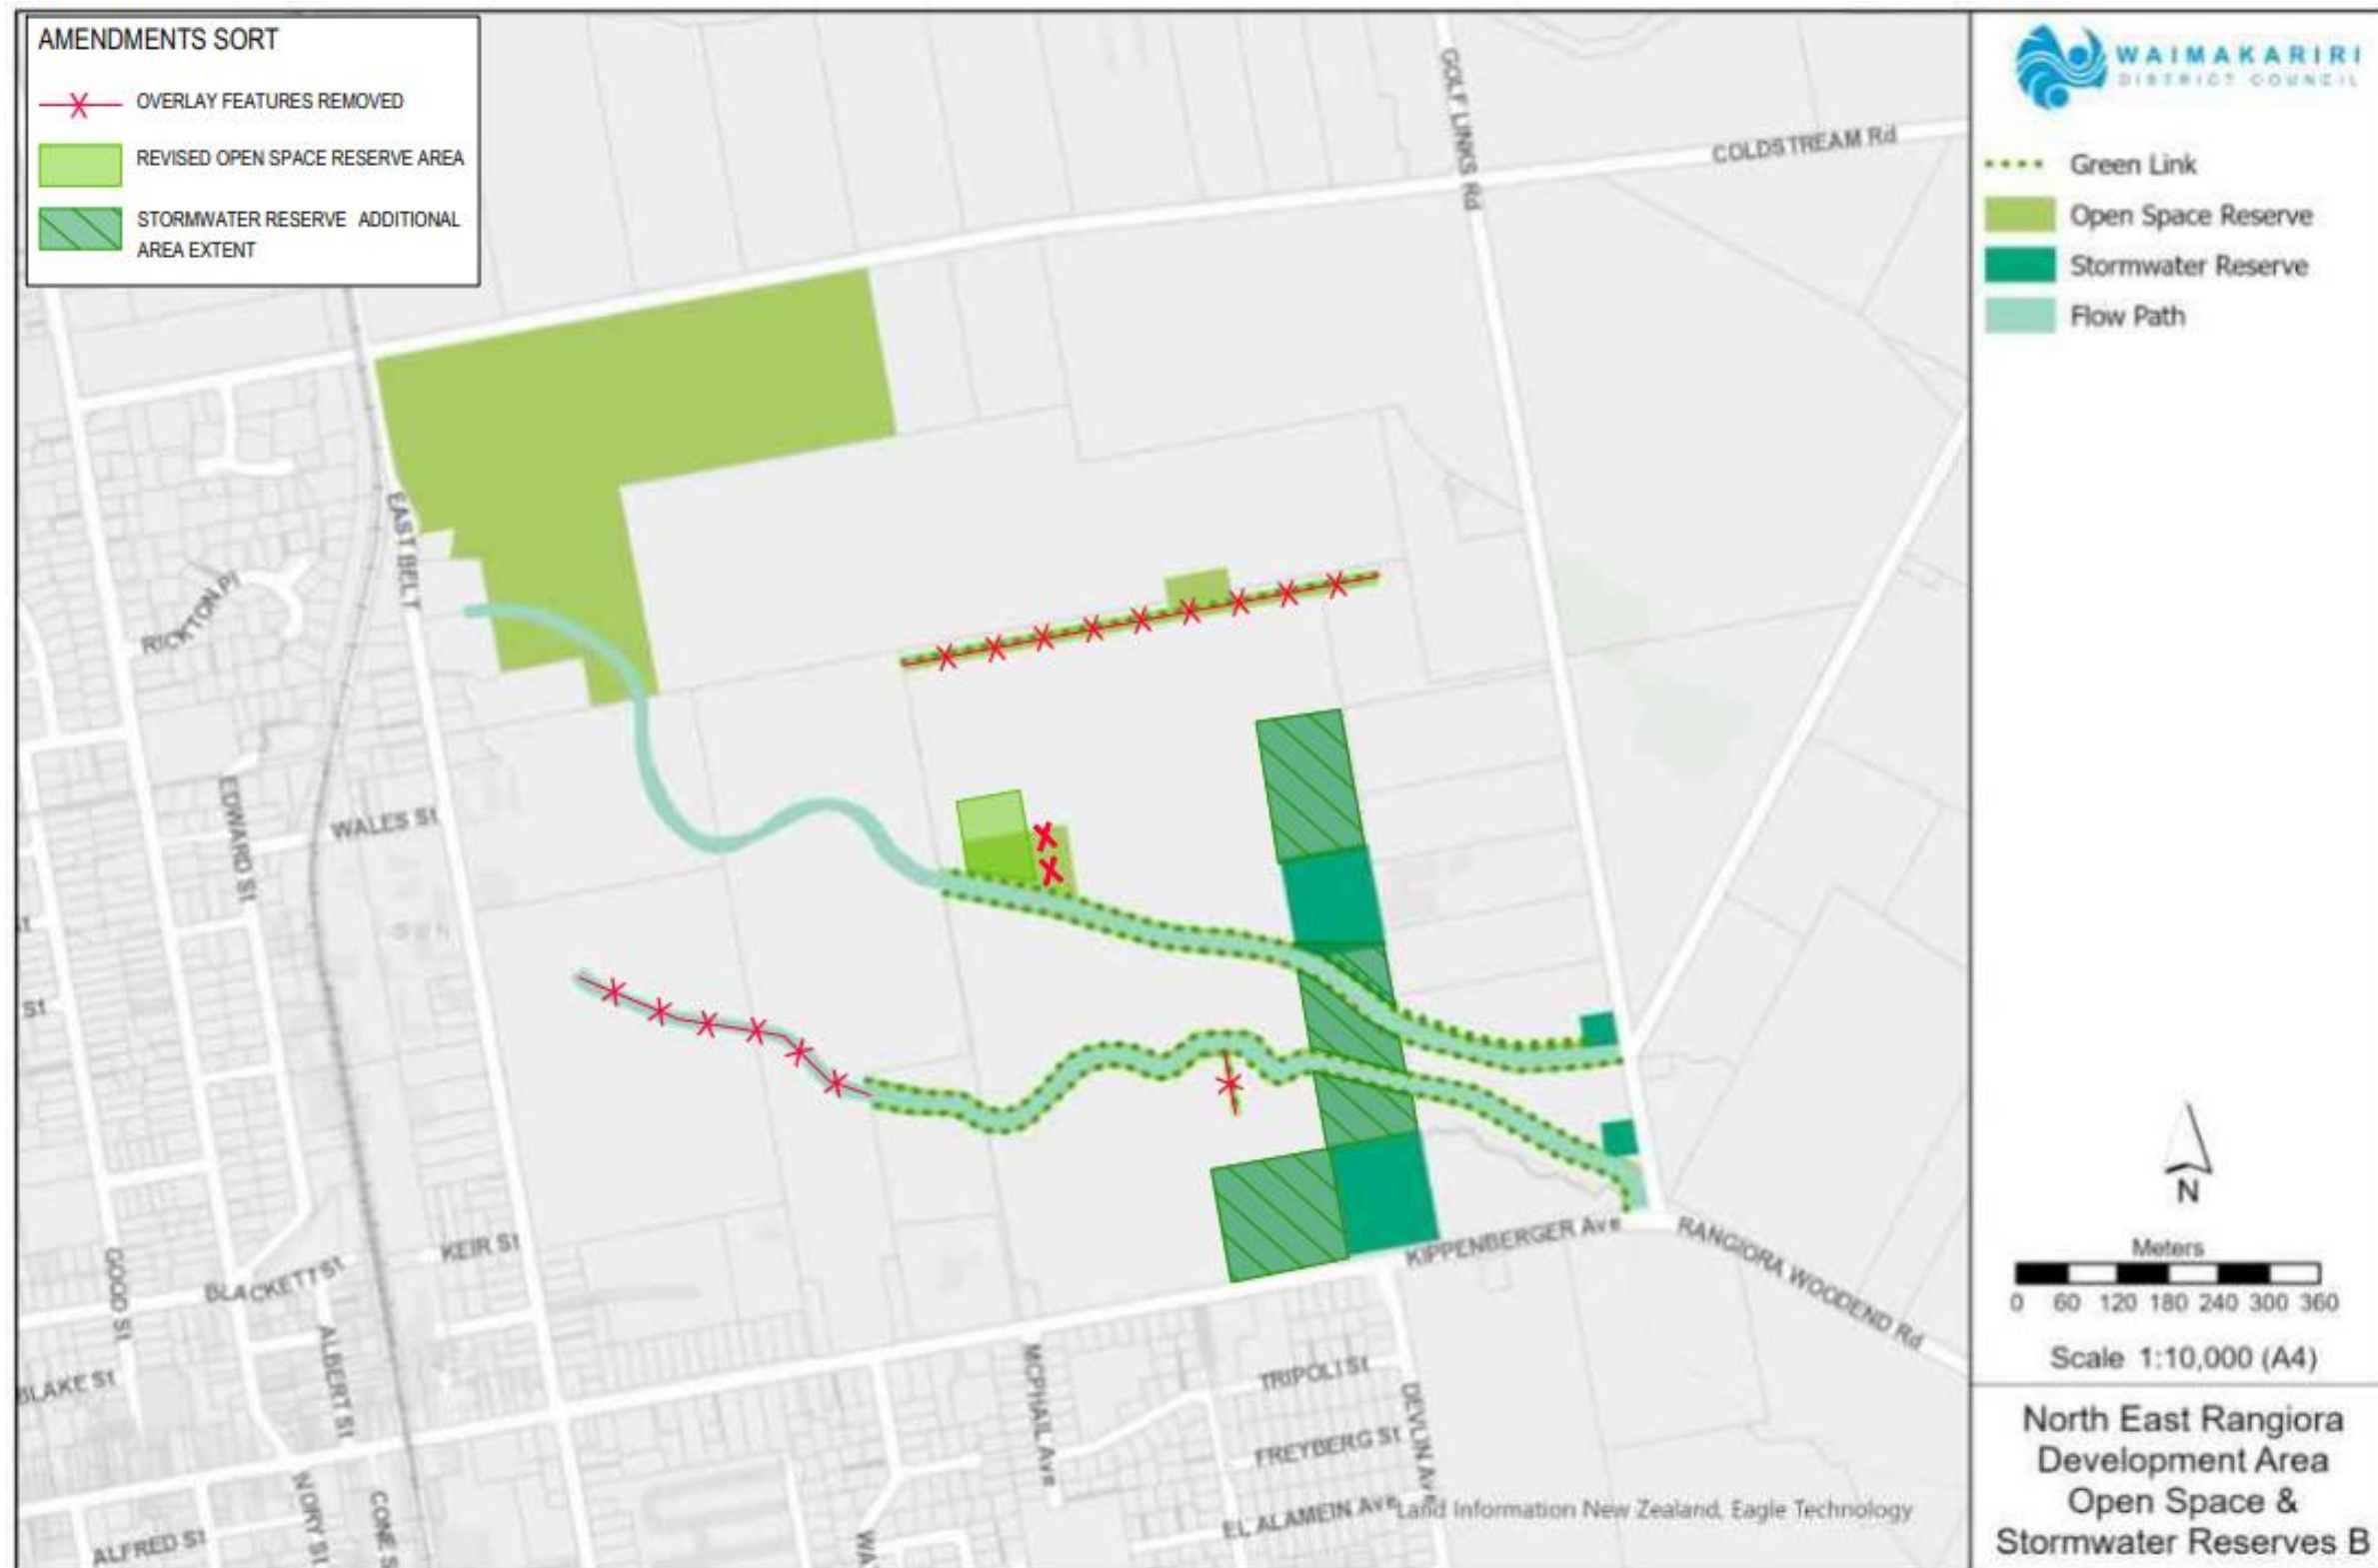 AMENDMENTS SORT
OVERLAY FEATURES REMOVED
REVISED OPEN SPACE RESERVE AREA
STORMWATER RESERVE ADDITIONAL
AREA EXTENT
WAIMAKARIRI
DISTRICT COUNCIL
Green Link
Open Space Reserve
Stormwater Reserve
Flow Path
GOLF LINKS Rd
COLDSTREAM Rd
EAST BELT
RICKTON Pl
EDWARD St
WALES St
St
GOOD St
BLACKETT St
KEIR St
ALBERT St
BLAKE St
ALFRED St
IVORY St
CONE S
MCPHAIL Ave
TRIPOLI St
FREYBERG St
DEVLIN Ave
EL ALAMEIN Ave
WA
KIPPENBERGER Ave
RANGIORA WOODEND Rd
Land Information New Zealand, Eagle Technology
N
Meters
0 60 120 180 240 300 360
Scale 1:10,000 (A4)
North East Rangiora
Development Area
Open Space &
Stormwater Reserves B